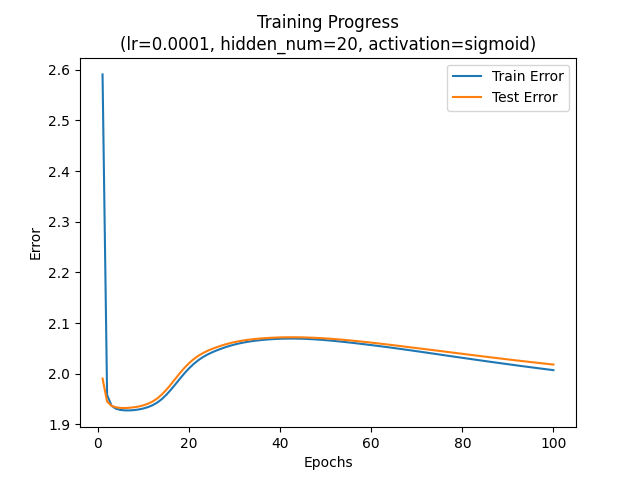 Training Progress
(lr=0.0001, hidden_num=20, activation=sigmoid)
Train Error
Test Error
2.6
2.5
2.4
2.3
2.2
2.1
2.0
1.9
Error
0 20 40 60 80 100
Epochs